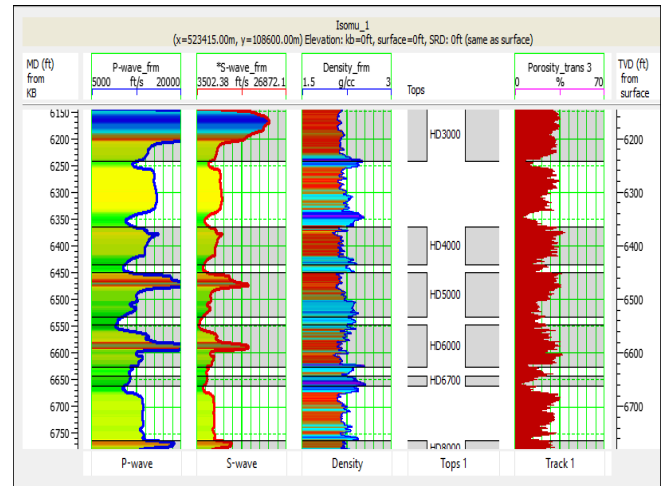 Isomu_1
(x=523415.00m, y=108600.00m) Elevation: kb=0ft, surface=0ft, SRD: 0ft (same as surface)
MD (ft)
from
KB
P-wave_frm
5000 ft/s 20000
*S-wave_frm
3502.38 ft/s 26872.1
Density_frm
1.5 g/cc 3
Tops
Porosity_trans 3
0 % 70
TVD (ft)
from
surface
6150
6200
6250
6300
6350
6400
6450
6500
6550
6600
6650
6700
6750
HD3000
HD4000
HD5000
HD6000
HD6700
HD8000
6200
6300
6400
6500
6600
6700
P-wave
S-wave
Density
Tops 1
Track 1